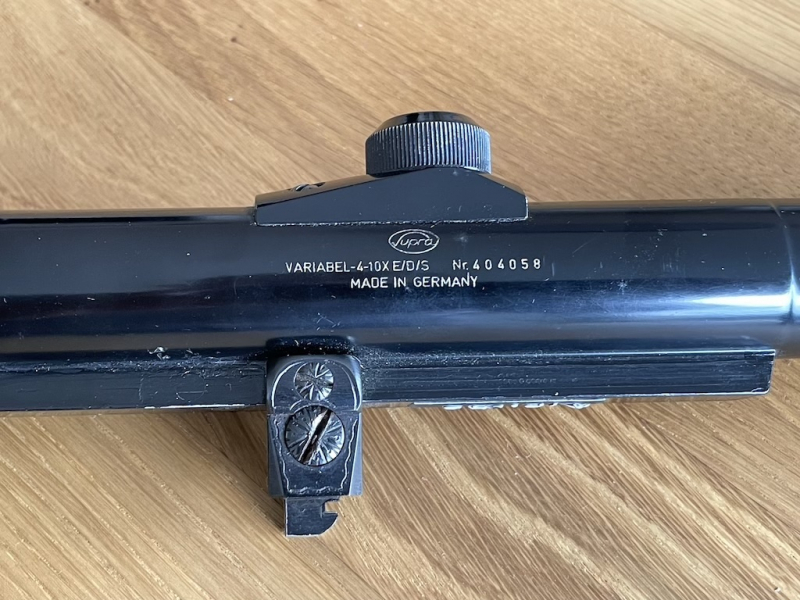 Supra
VARIABEL-4-10X E/D/S Nr. 404058
MADE IN GERMANY